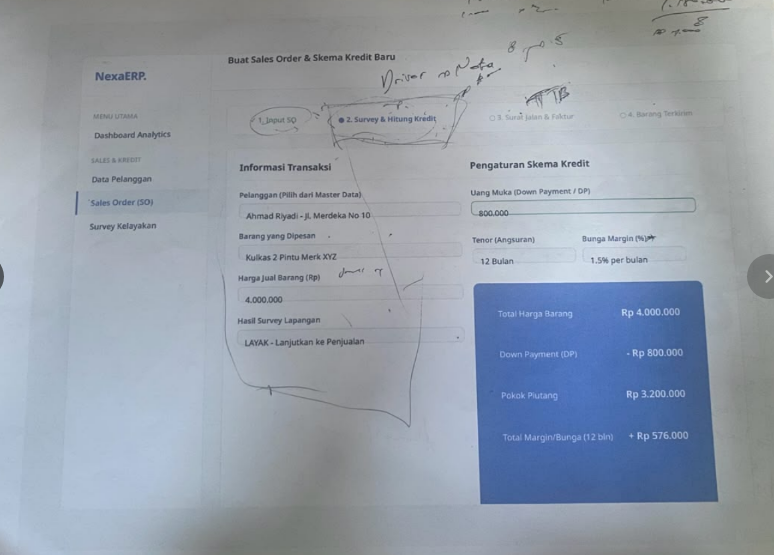 Buat Sales Order & Skema Kredit Baru
NexaERP.
Driver
MENU UTAMA
Dashboard Analytics
SALES & KREDIT
Data Pelanggan
Sales Order (SO)
Survey Kelayakan
1. Input SO
2. Survey & Hitung Kredit
3. Surat Jalan & Faktur
4. Barang Terkirim
Informasi Transaksi
Pelanggan (Pilih dari Master Data)
Ahmad Riyadi - Jl. Merdeka No 10
Barang yang Dipesan
Kulkas 2 Pintu Merk XYZ
Harga Jual Barang (Rp)
4.000.000
Hasil Survey Lapangan
LAYAK - Lanjutkan ke Penjualan
Pengaturan Skema Kredit
Uang Muka (Down Payment / DP)
800.000
Tenor (Angsuran)
12 Bulan
Bunga Margin (%)
1.5% per bulan
Total Harga Barang Rp 4.000.000
Down Payment (DP) - Rp 800.000
Pokok Piutang Rp 3.200.000
Total Margin/Bunga (12 bln) + Rp 576.000